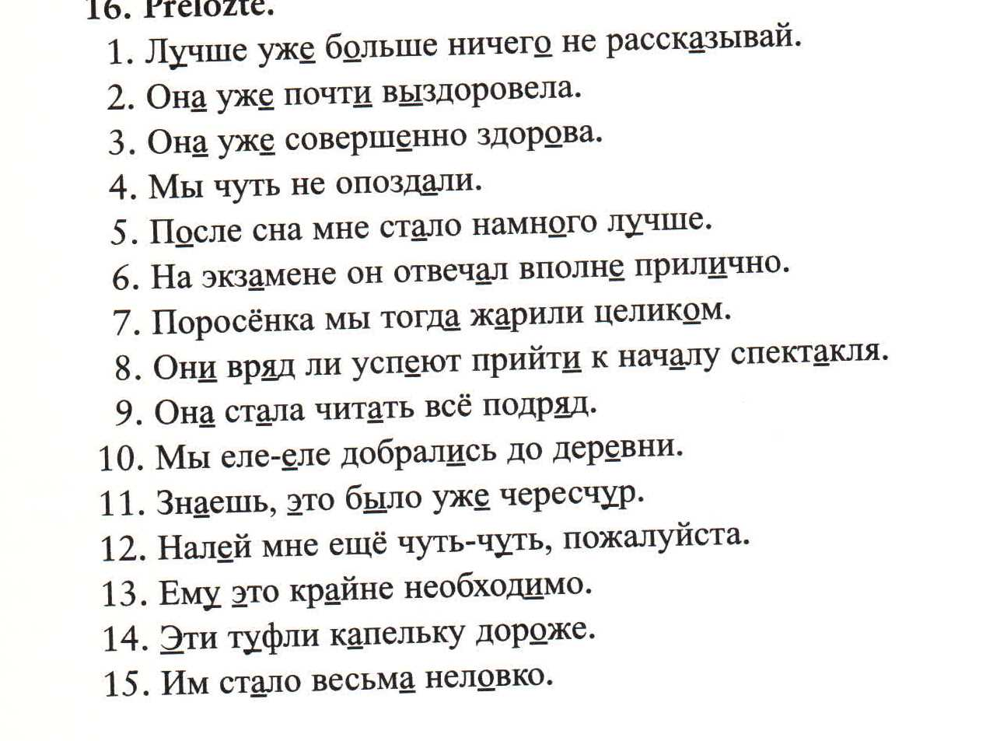 16. Preložte.
1. Лучше уже больше ничего не рассказывай.
2. Она уже почти выздоровела.
3. Она уже совершенно здорова.
4. Мы чуть не опоздали.
5. После сна мне стало намного лучше.
6. На экзамене он отвечал вполне прилично.
7. Поросёнка мы тогда жарили целиком.
8. Они вряд ли успеют прийти к началу спектакля.
9. Она стала читать всё подряд.
10. Мы еле-еле добрались до деревни.
11. Знаешь, это было уже чересчур.
12. Налей мне ещё чуть-чуть, пожалуйста.
13. Ему это крайне необходимо.
14. Эти туфли капельку дороже.
15. Им стало весьма неловко.